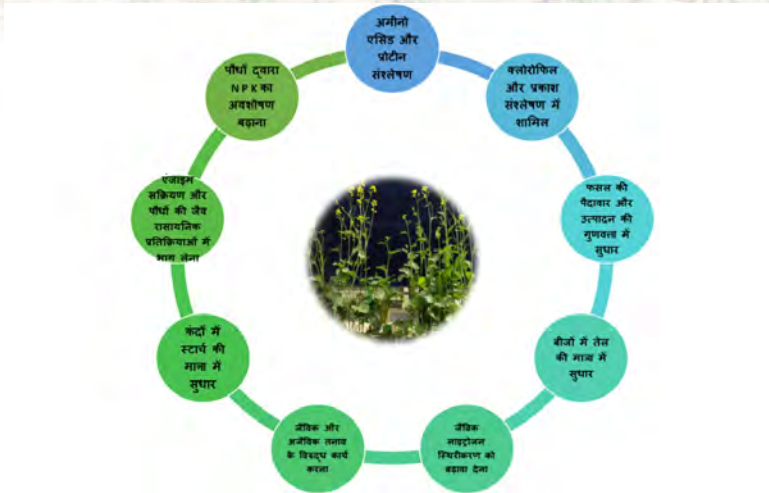 अमीनो
एसिड और
प्रोटीन
संश्लेषण
क्लोरोफिल
और प्रकाश
संश्लेषण में
शामिल
फसल की
पैदावार और
उत्पादन की
गुणवत्ता में
सुधार
बीजों में तेल
की मात्रा में
सुधार
जैविक
नाइट्रोजन
स्थिरीकरण को
बढ़ावा देना
जैविक और
अजैविक तनाव
के विरुद्ध कार्य
करना
कंदों में
स्टार्च की
मात्रा में
सुधार
एंजाइम
सक्रियण और
पौधों की जैव
रासायनिक
प्रतिक्रियाओं में
भाग लेना
पौधों द्वारा
N P K का
अवशोषण
बढ़ाना